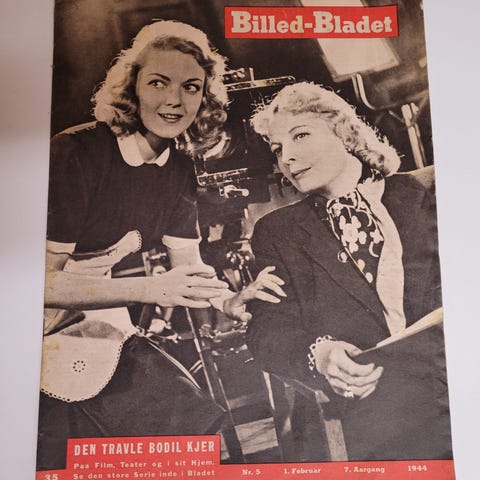 Billed-Bladet
DEN TRAVLE BODIL KJER
Paa Film, Teater og i sit Hjem.
Se den store Serie inde i Bladet
35
Nr. 5 1. Februar 7. Aargang 1944